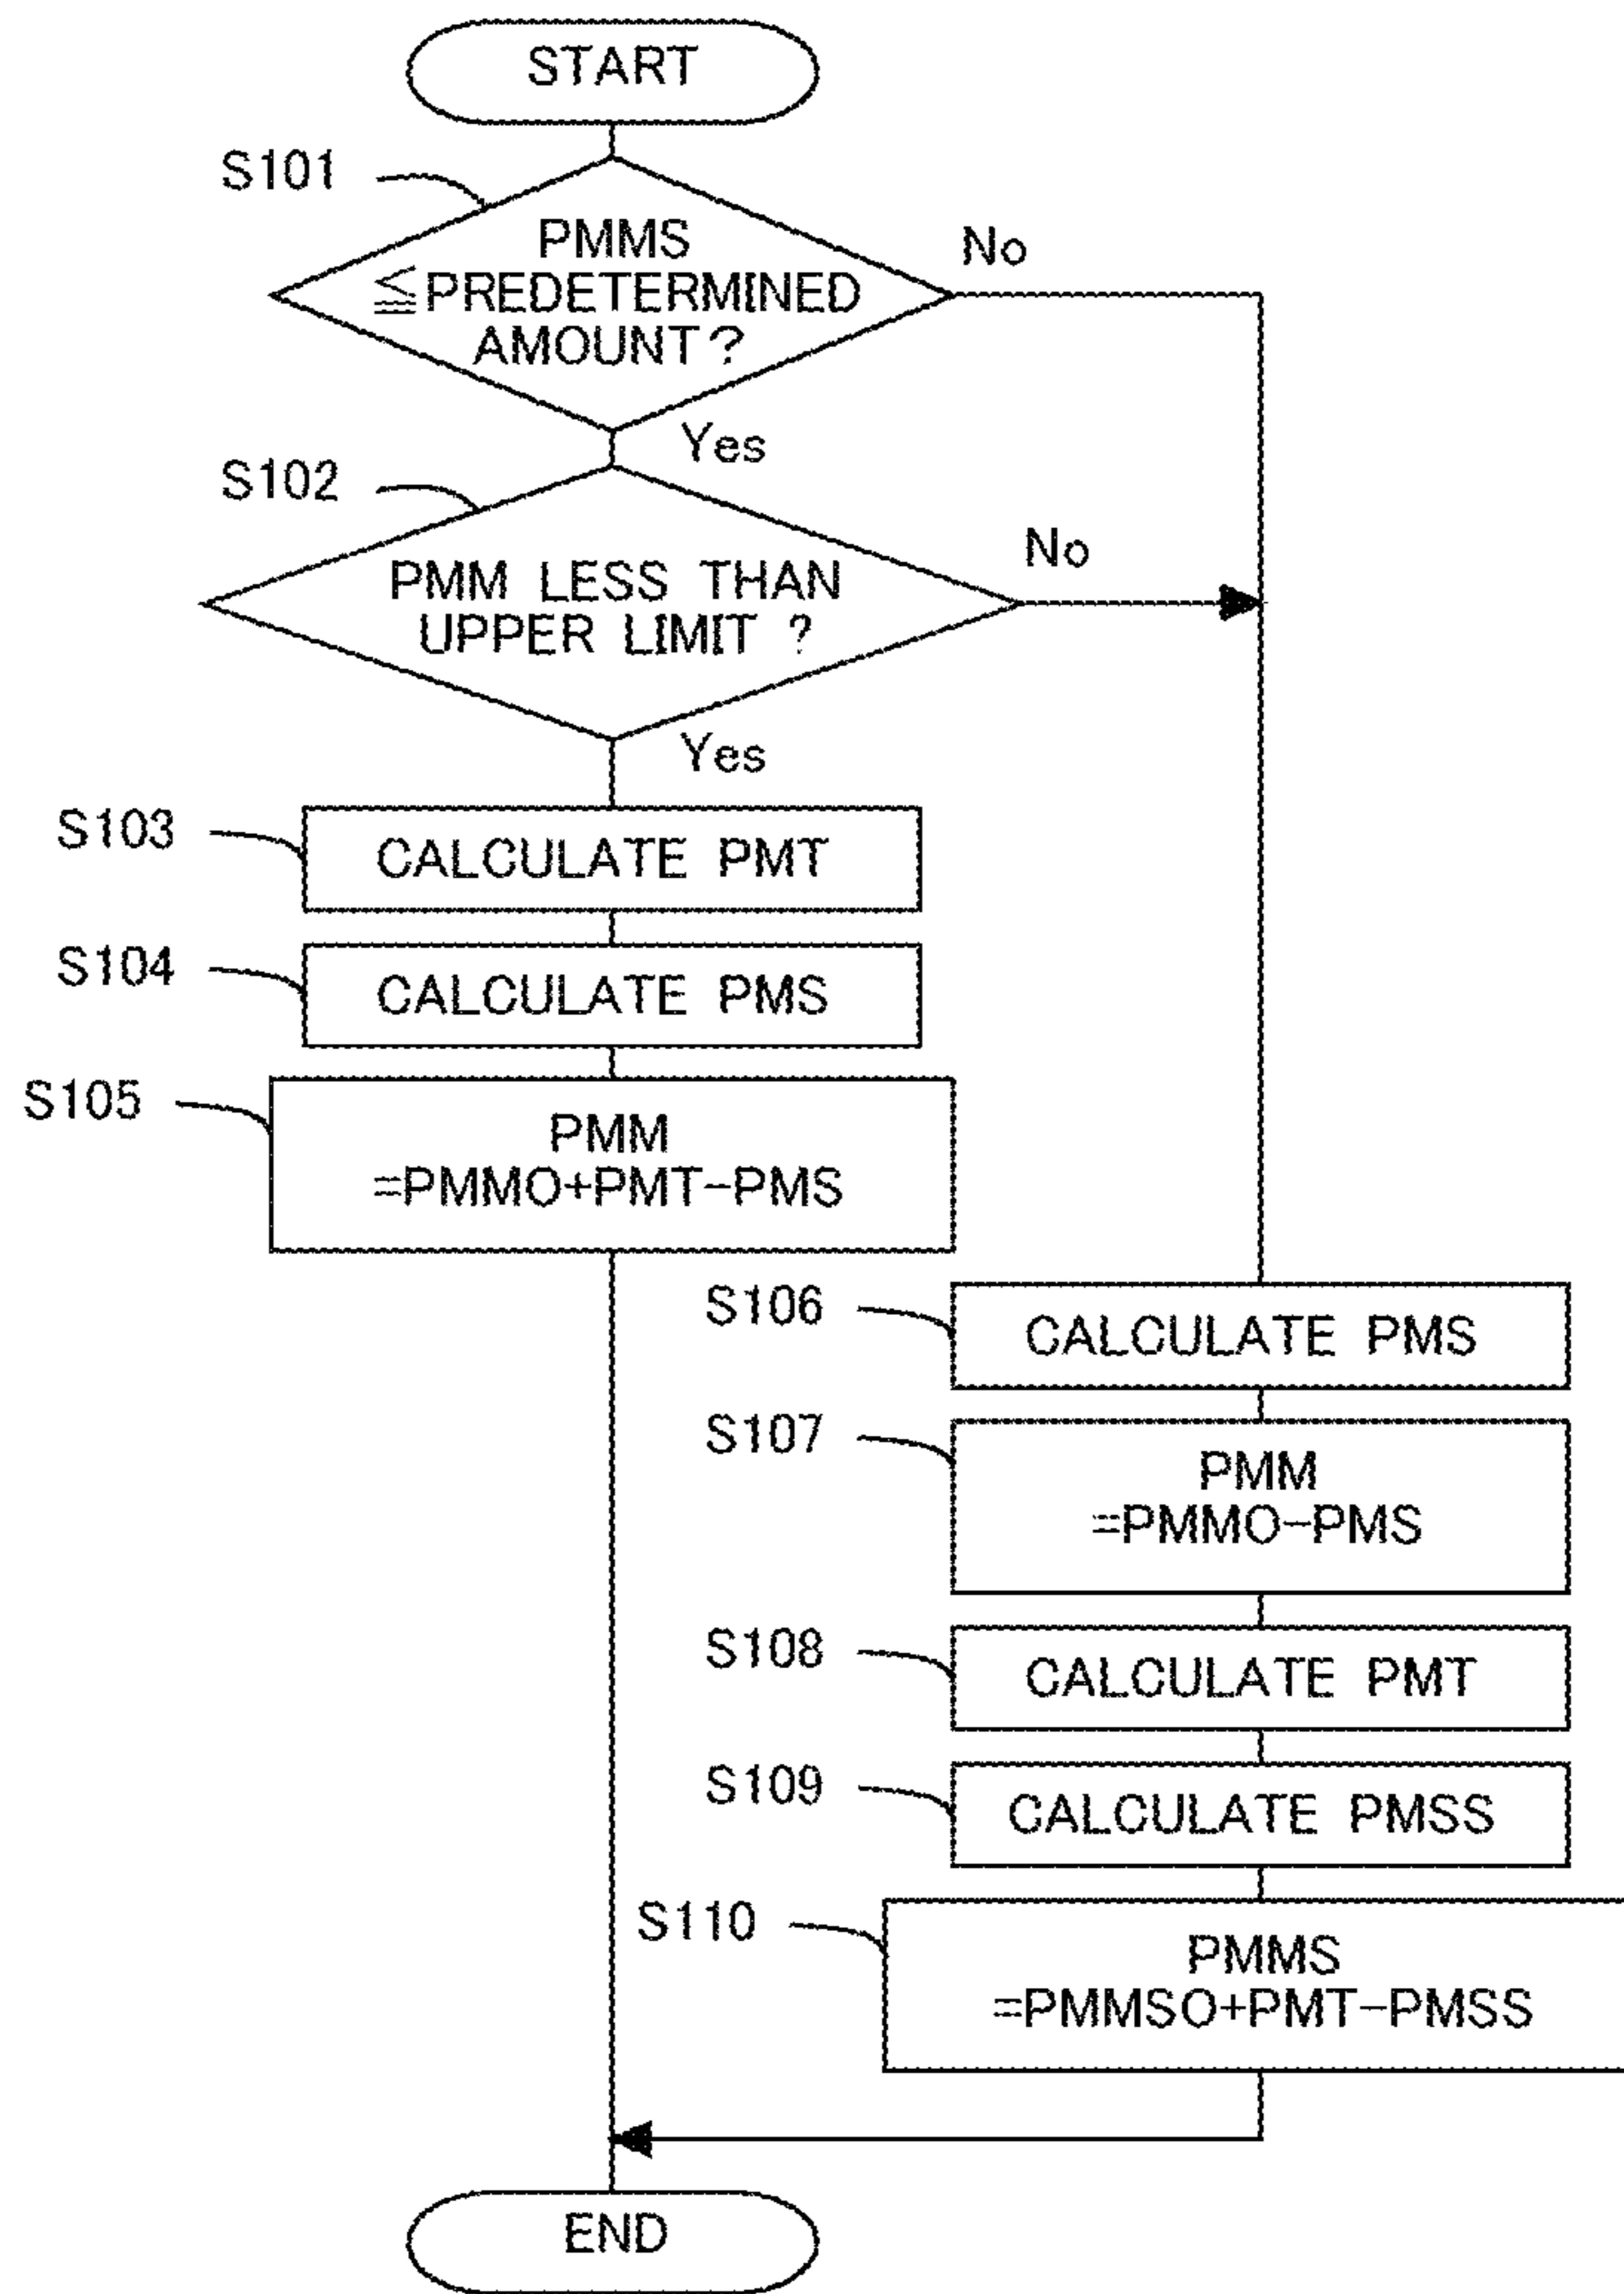 START
S101
PMMS
≦PREDETERMINED
AMOUNT?
No
Yes
S102
PMM LESS THAN
UPPER LIMIT ?
No
Yes
S103
CALCULATE PMT
S104
CALCULATE PMS
S105
PMM
=PMMO+PMT-PMS
S106
CALCULATE PMS
S107
PMM
=PMMO-PMS
S108
CALCULATE PMT
S109
CALCULATE PMSS
S110
PMMS
=PMMSO+PMT-PMSS
END